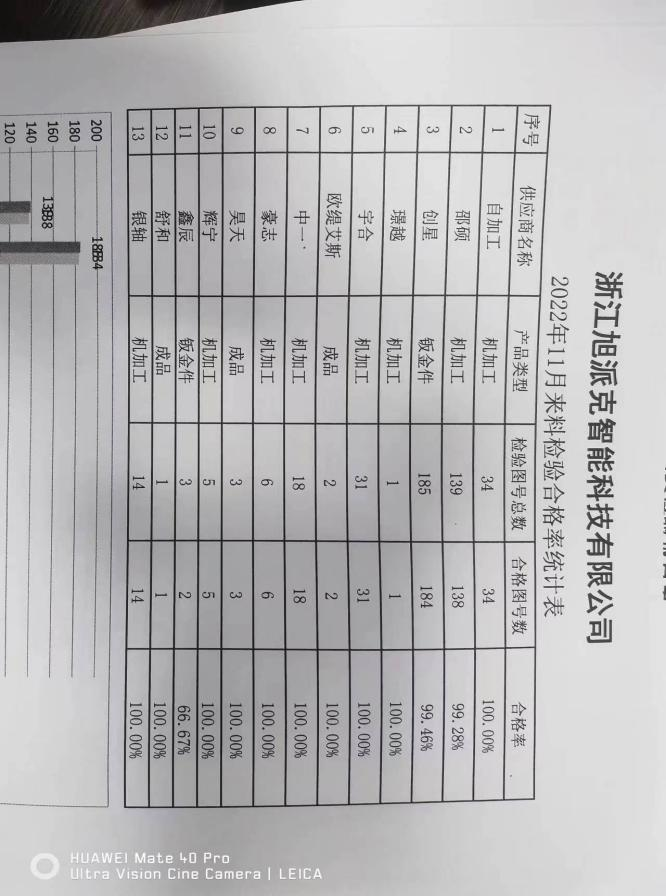 浙江旭派克智能科技有限公司
2022年11月来料检验合格率统计表
序号 供应商名称 产品类型 检验图号总数 合格图号数 合格率
1 自加工 机加工 34 34 100.00%
2 邵硕 机加工 139 138 99.28%
3 创星 钣金件 185 184 99.46%
4 璟越 机加工 1 1 100.00%
5 宇合 机加工 31 31 100.00%
6 欧缇艾斯 成品 2 2 100.00%
7 中一 机加工 18 18 100.00%
8 豪志 机加工 6 6 100.00%
9 昊天 成品 3 3 100.00%
10 辉宁 机加工 5 5 100.00%
11 鑫辰 钣金件 3 2 66.67%
12 舒和 成品 1 1 100.00%
13 银轴 机加工 14 14 100.00%
200
180
160
140
120
HUAWEI Mate 40 Pro
Ultra Vision Cine Camera | LEICA